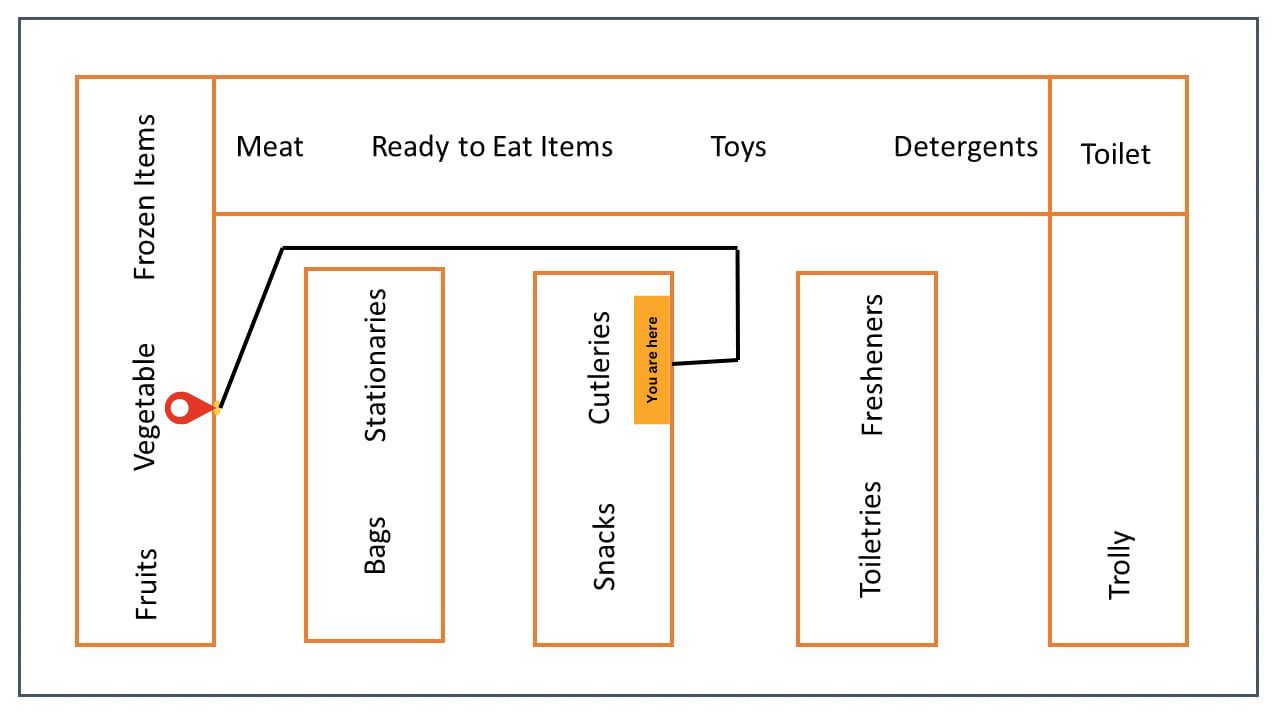 Meat
Ready to Eat Items
Toys
Detergents
Toilet
Frozen Items
Vegetable
Fruits
Stationaries
Bags
Cutleries
You are here
Snacks
Fresheners
Toiletries
Trolly